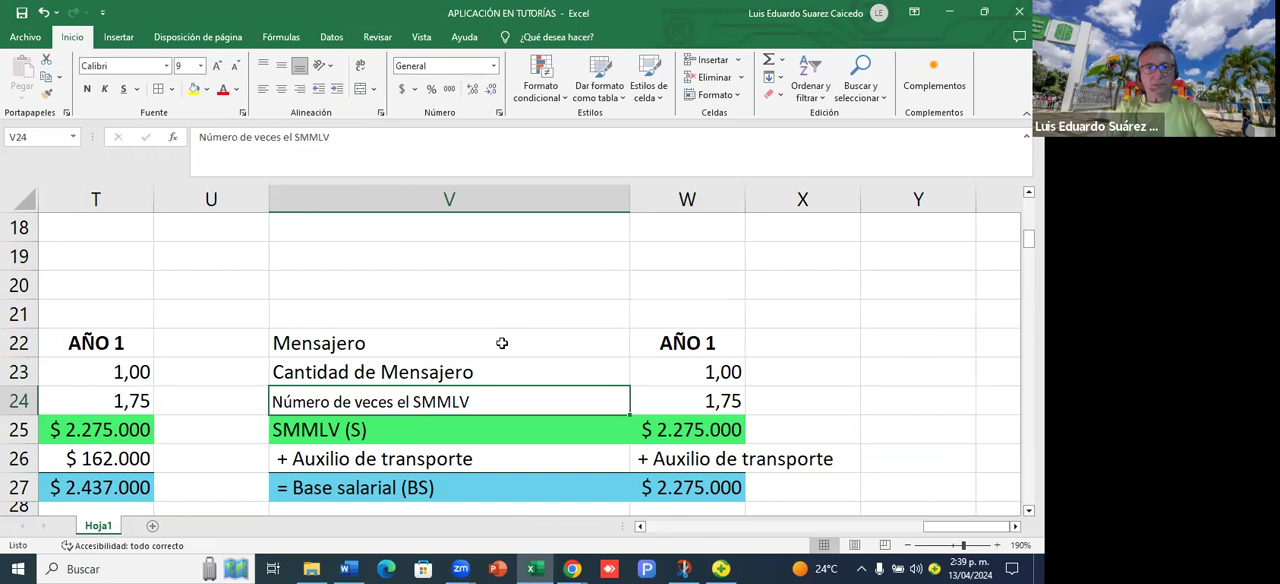 APLICACIÓN EN TUTORÍAS - Excel
Luis Eduardo Suarez Caicedo
LE
Archivo
Inicio
Insertar
Disposición de página
Fórmulas
Datos
Revisar
Vista
Ayuda
¿Qué desea hacer?
Pegar
Calibri
9
General
N K S
$ % 000
Formato condicional
Dar formato como tabla
Estilos de celda
Insertar
Eliminar
Formato
Ordenar y filtrar
Buscar y seleccionar
Complementos
Portapapeles
Fuente
Alineación
Número
Estilos
Celdas
Edición
Complementos
Luis Eduardo Suárez ...
V24
fx
Número de veces el SMMLV
T U V W X Y
18
19
20
21
22 AÑO 1 Mensajero AÑO 1
23 1,00 Cantidad de Mensajero 1,00
24 1,75 Número de veces el SMMLV 1,75
25 $ 2.275.000 SMMLV (S) $ 2.275.000
26 $ 162.000 + Auxilio de transporte + Auxilio de transporte
27 $ 2.437.000 = Base salarial (BS) $ 2.275.000
28
Hoja1
Listo
Accesibilidad: todo correcto
190%
Buscar
24°C
2:39 p. m.
13/04/2024